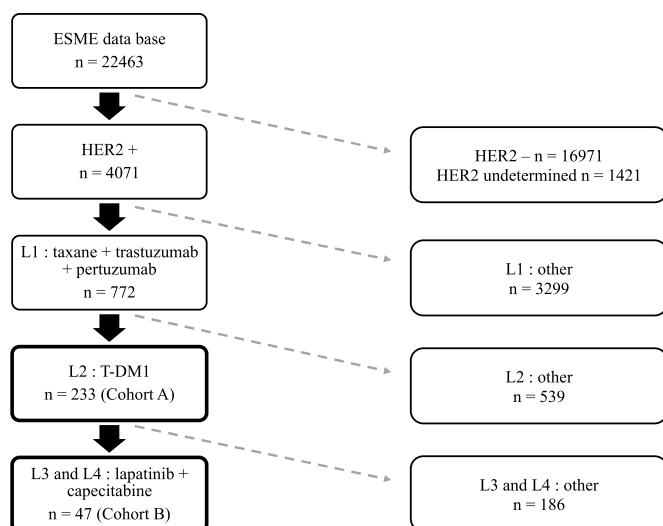 ESME data base
n = 22463
HER2 +
n = 4071
HER2 – n = 16971
HER2 undetermined n = 1421
L1 : taxane + trastuzumab
+ pertuzumab
n = 772
L1 : other
n = 3299
L2 : T-DM1
n = 233 (Cohort A)
L2 : other
n = 539
L3 and L4 : lapatinib +
capecitabine
n = 47 (Cohort B)
L3 and L4 : other
n = 186